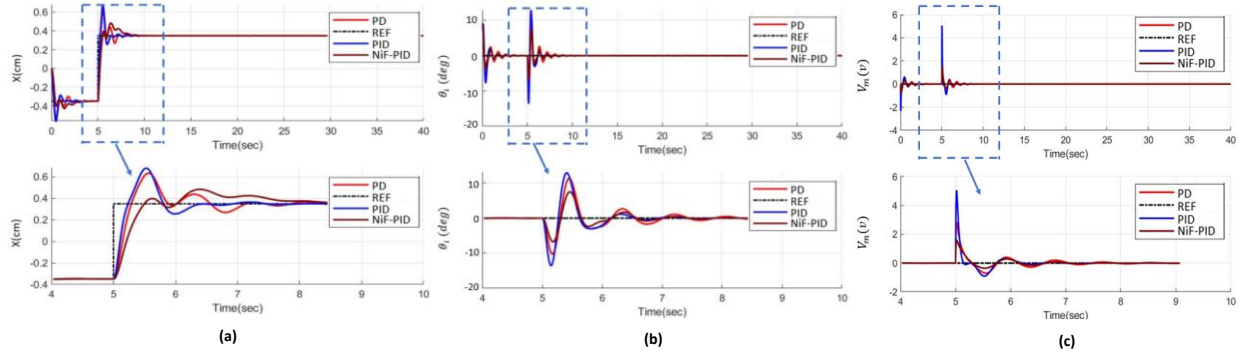 X(cm)
0.6
0.4
0.2
0
-0.2
-0.4
PD
REF
PID
NiF-PID
0 5 10 15 20 25 30 35 40
Time(sec)
X(cm)
0.6
0.4
0.2
0
-0.2
-0.4
PD
REF
PID
NiF-PID
4 5 6 7 8 9 10
Time(sec)
(a)
θi (deg)
10
0
-10
-20
PD
REF
PID
NiF-PID
0 5 10 15 20 25 30 35 40
Time(sec)
θi (deg)
10
0
-10
-20
PD
REF
PID
NiF-PID
4 5 6 7 8 9 10
Time(sec)
(b)
Vm(v)
6
4
2
0
-2
-4
PD
REF
PID
NiF-PID
0 5 10 15 20 25 30 35 40
Time(sec)
Vm(v)
6
4
2
0
2
PD
REF
PID
NiF-PID
4 5 6 7 8 9 10
Time(sec)
(c)